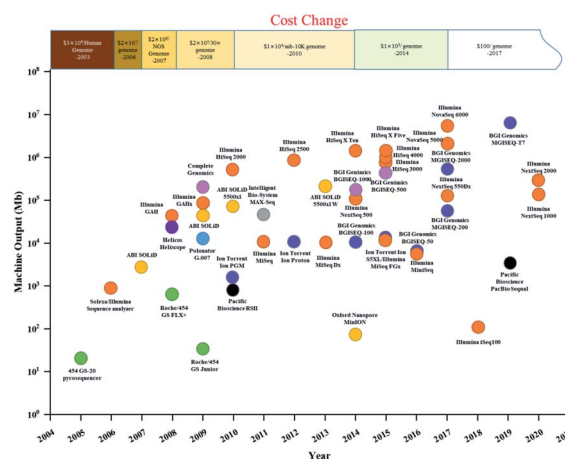 Cost Change
$3×10⁹/Human
Genome
-2003
$2×10⁷/
genome
-2006
$2×10⁶/
NGS
Genome
-2007
$2×10⁵/30×
genome
-2008
$1×10⁴/sub-10K genome
-2010
$1×10³/genome
-2014
$100/ genome
-2017
Machine Output (Mb)
10⁸
10⁷
10⁶
10⁵
10⁴
10³
10²
10¹
10⁰
454 GS-20
pyrosequencer
Solexa/Illumina
Sequence analyzer
ABI SOLiD
Illumina
GAII
Helicos
Heliscope
Roche/454
GS FLX+
Complete
Genomics
Illumina
GAIIx
ABI SOLiD
Polonator
G.007
Roche/454
GS Junior
Illumina
HiSeq 2000
ABI SOLiD
5500xl
Ion Torrent
Ion PGM
Pacific
Bioscience RSII
Intelligent
Bio-System
MAX-Seq
Illumina
MiSeq
Illumina
HiSeq 2500
Ion Torrent
Ion Proton
ABI SOLiD
5500xl W
Illumina
MiSeq Dx
Illumina
HiSeq X Ten
BGI Genimics
BGISEQ-1000
Illumina
NextSeq 500
BGI Genomics
BGISEQ-100
Oxford Nanopore
MinION
Illumina
HiSeq X Five
Illumina
HiSeq 4000
Illumina
HiSeq3000
BGI Genimics
BGISEQ-500
Ion Torrent Ion
S5XL/Illumina
MiSeq FGx
BGI Genomics
BGISEQ-50
Illumina
MiniSeq
Illumina
NovaSeq 6000
Illumina
NovaSeq 5000
BGI Genomics
MGISEQ-2000
Illumina
NextSeq 550Dx
BGI Genomics
MGISEQ-200
Illumina iSeq100
BGI Genomics
MGISEQ-T7
Pacific
Bioscience
PacBio Sequal
Illumina
NextSeq 2000
Illumina
NextSeq 1000
2004 2005 2006 2007 2008 2009 2010 2011 2012 2013 2014 2015 2016 2017 2018 2019 2020
Year